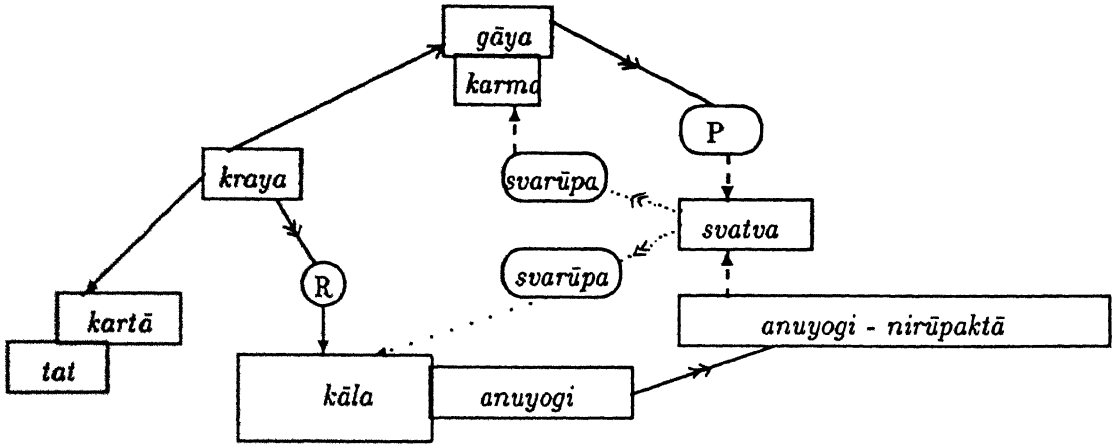 gāya
karma
P
kraya
svarūpa
svatva
svarūpa
R
kartā
anuyogi - nirūpaktā
tat
kāla
anuyogi